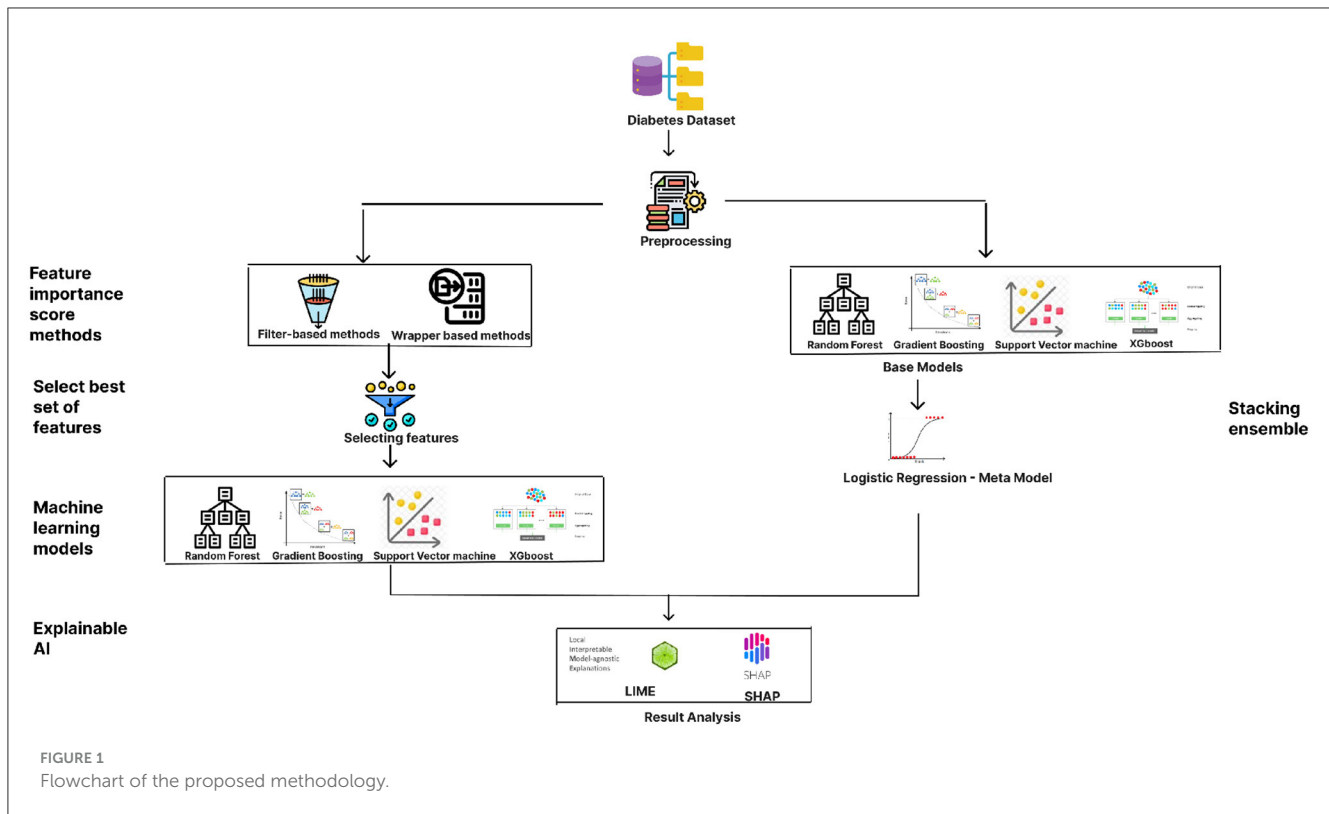 Diabetes Dataset
Preprocessing
Feature
importance
score
methods
Filter-based methods
Wrapper based methods
Select best
set of
features
Selecting features
Machine
learning
models
Random Forest
Gradient Boosting
Support Vector machine
XGboost
Random Forest
Gradient Boosting
Support Vector machine
XGboost
Base Models
Logistic Regression - Meta Model
Stacking
ensemble
Explainable
AI
Local
Interpretable
Model-agnostic
Explanations
LIME
SHAP
SHAP
Result Analysis
FIGURE 1
Flowchart of the proposed methodology.